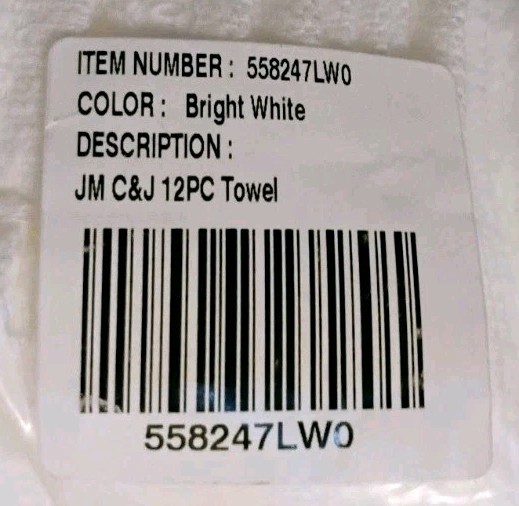 ITEM NUMBER : 558247LW0
COLOR : Bright White
DESCRIPTION :
JM C&J 12PC Towel
558247LW0